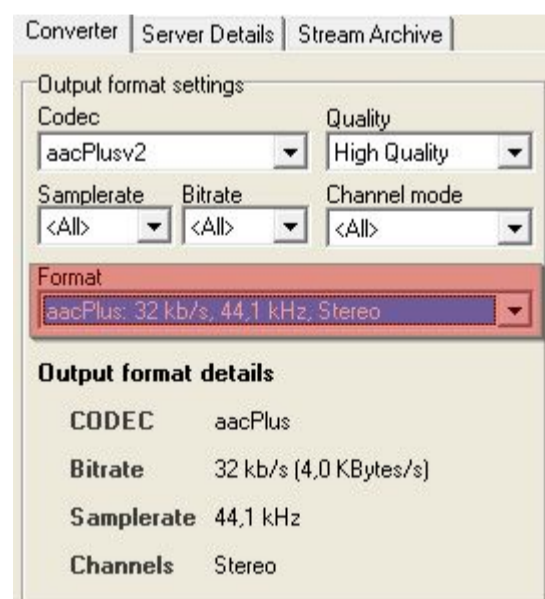 Converter Server Details Stream Archive
Output format settings
Codec Quality
aacPlusv2 High Quality
Samplerate Bitrate Channel mode
<All> <All> <All>
Format
aacPlus: 32 kb/s, 44,1 kHz, Stereo
Output format details
CODEC aacPlus
Bitrate 32 kb/s (4,0 KBytes/s)
Samplerate 44,1 kHz
Channels Stereo